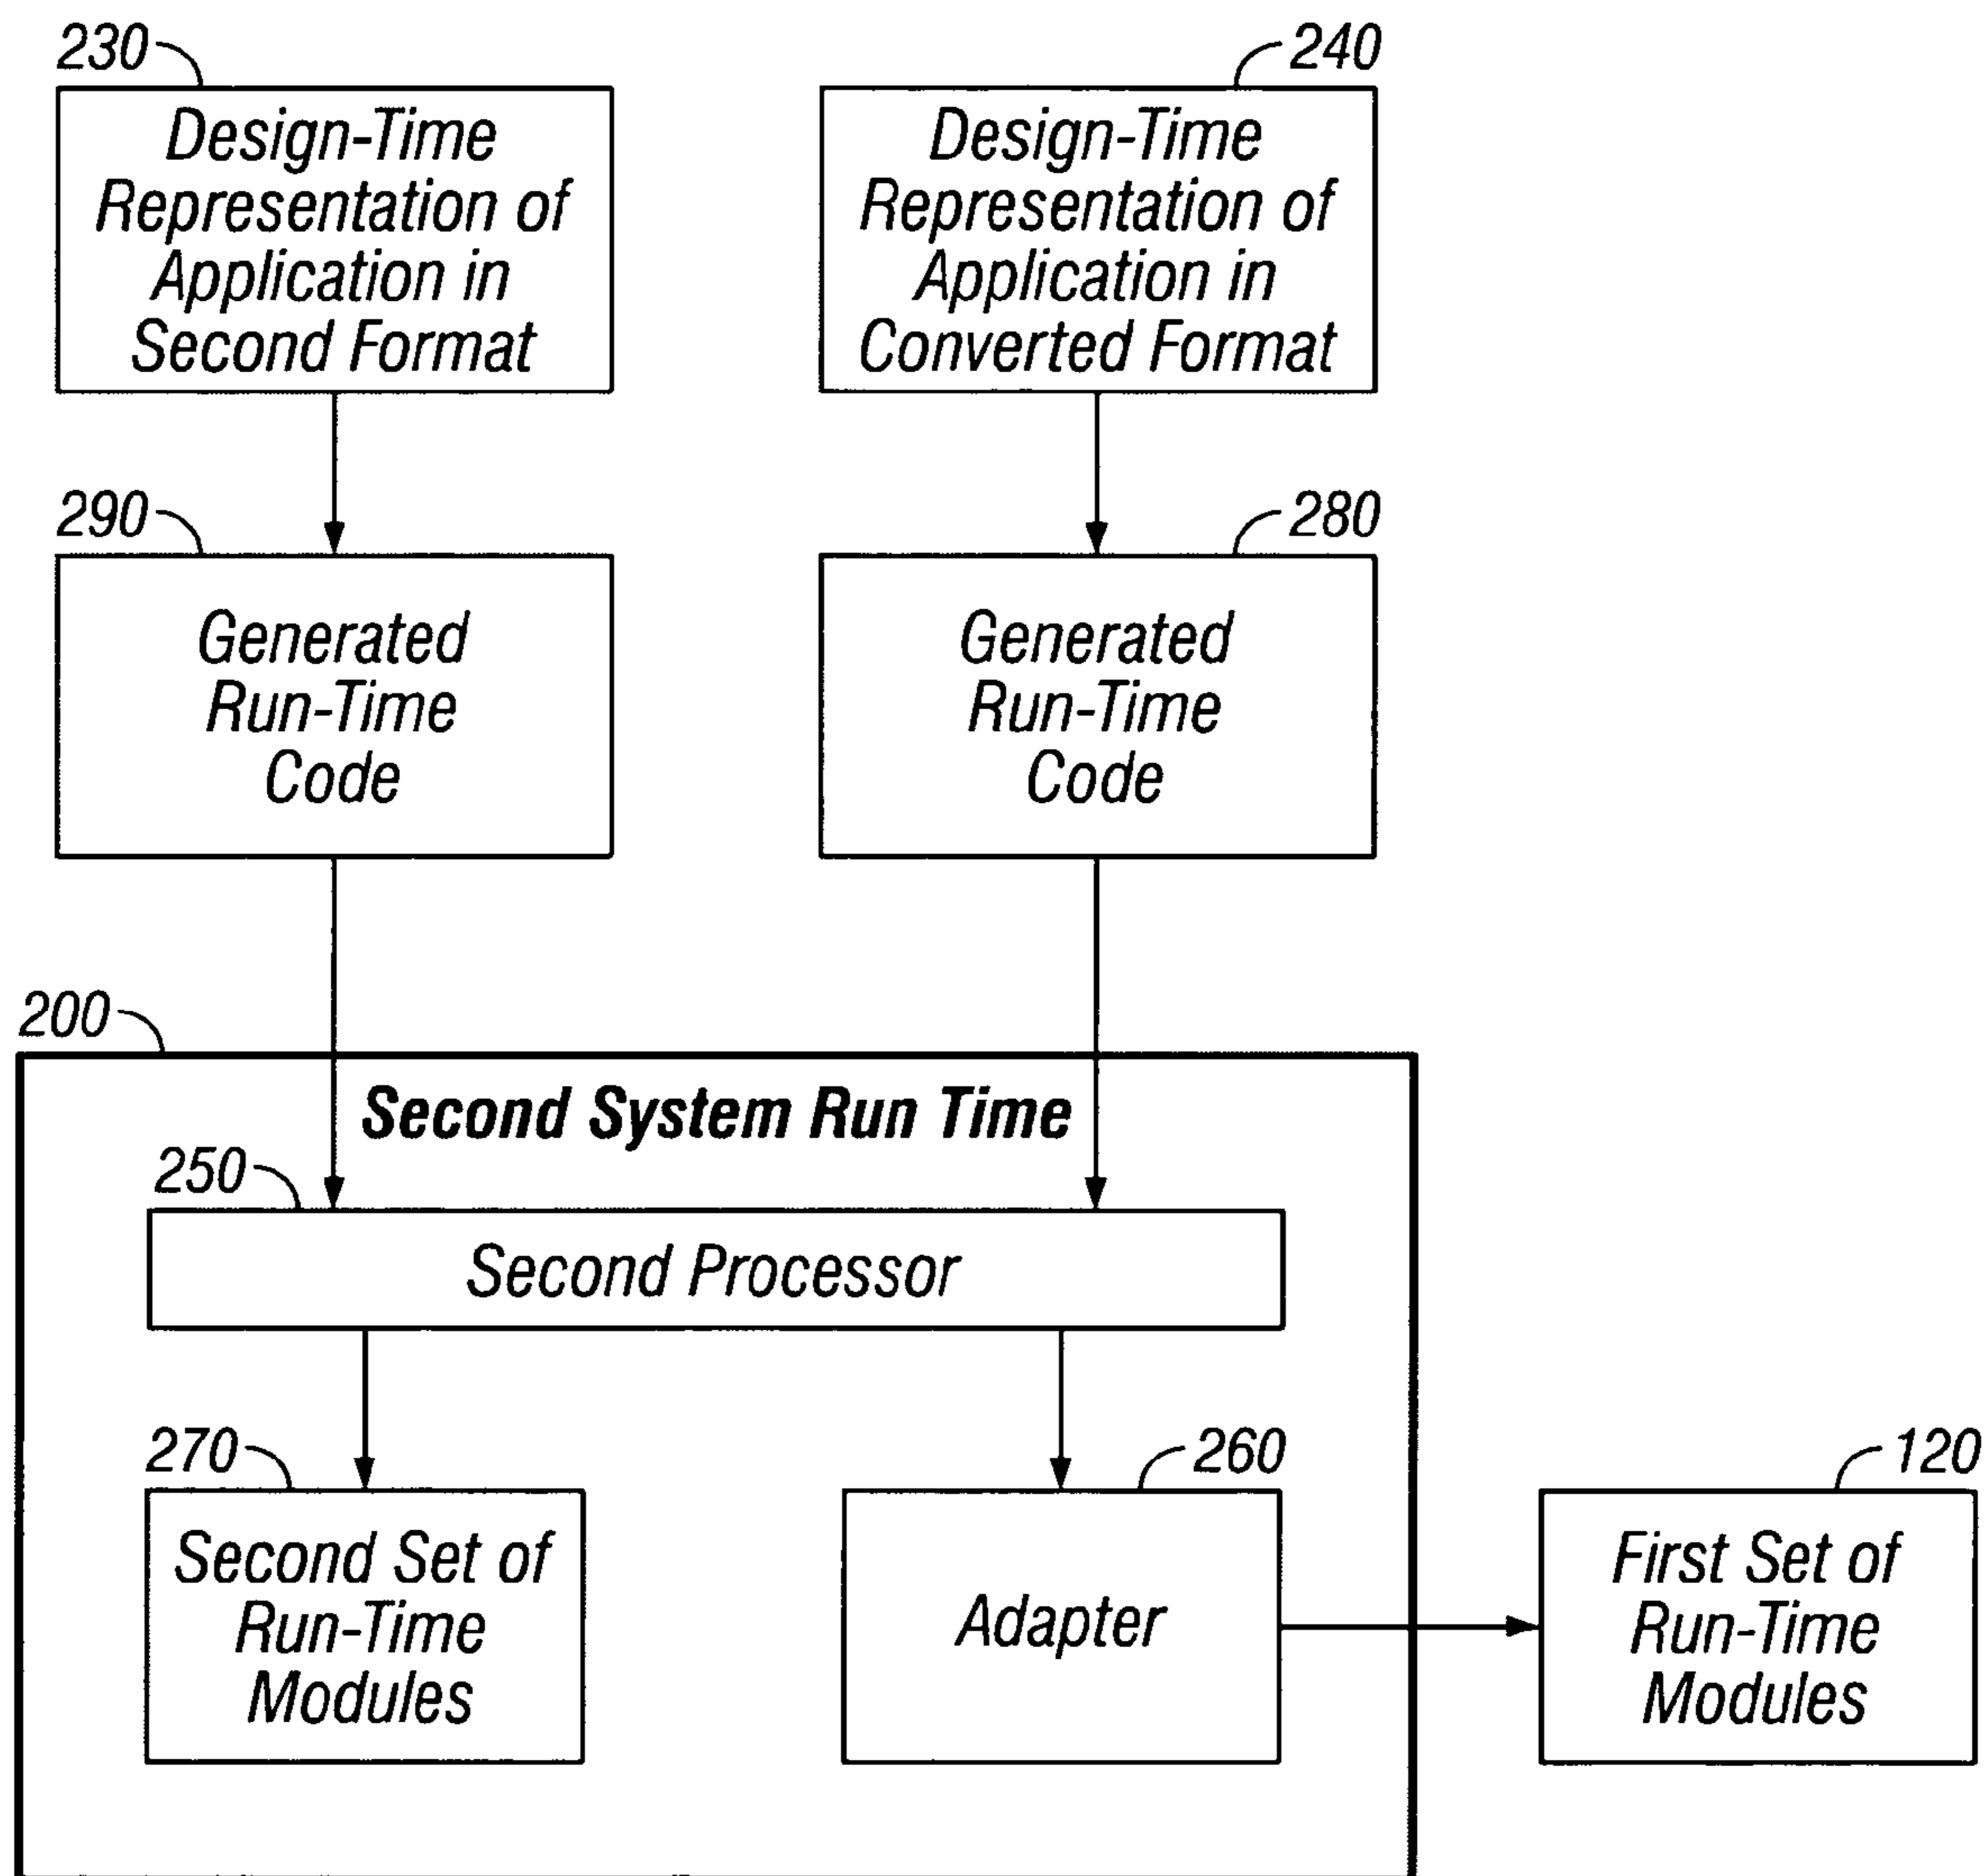 230
Design-Time
Representation of
Application in
Second Format
240
Design-Time
Representation of
Application in
Converted Format
290
Generated
Run-Time
Code
280
Generated
Run-Time
Code
200
Second System Run Time
250
Second Processor
270
Second Set of
Run-Time
Modules
260
Adapter
120
First Set of
Run-Time
Modules